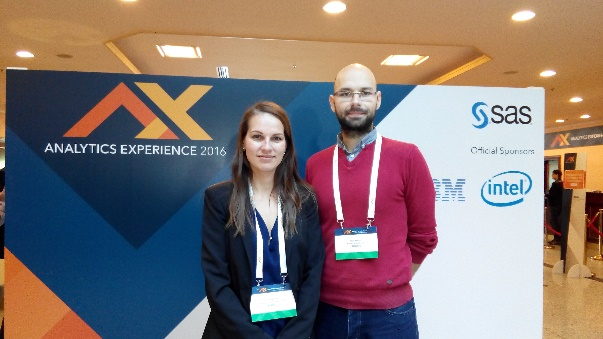 AX
ANALYTICS EXPERIENCE 2016
sas
Official Sponsors
intel